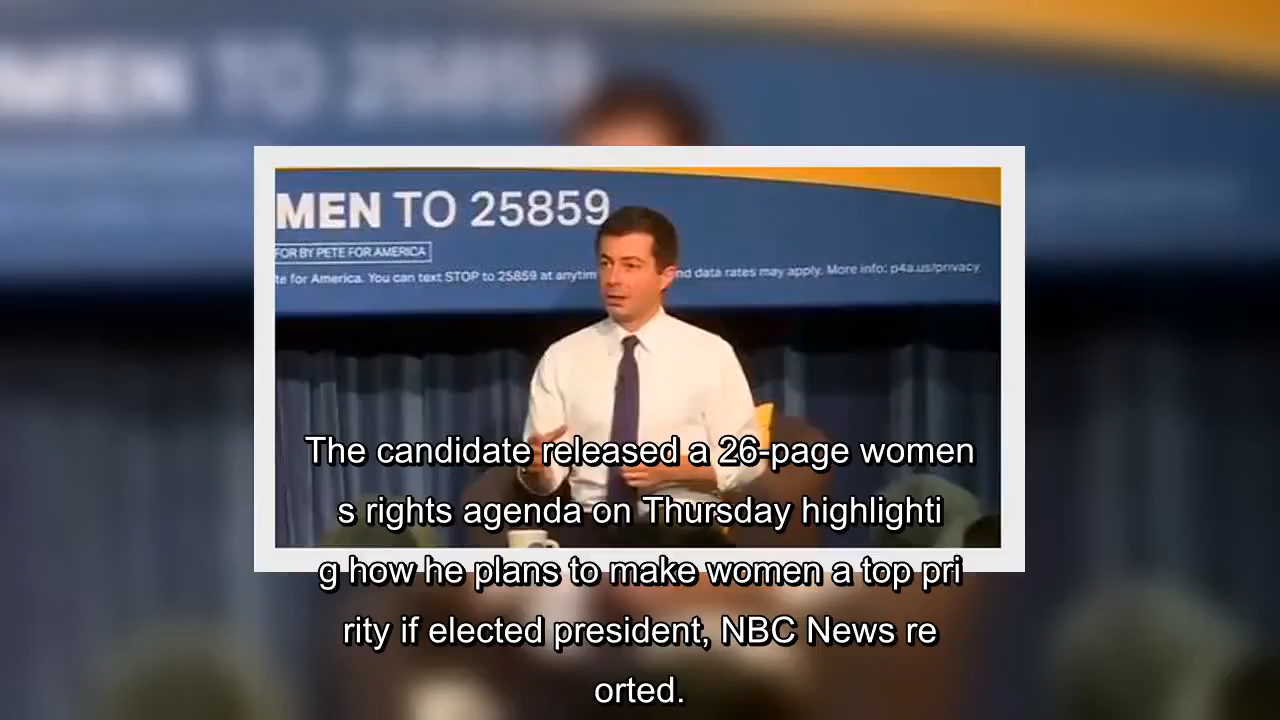 MEN TO 25859
FOR BY PETE FOR AMERICA
te for America. You can text STOP to 25859 at anytim nd data rates may apply. More info: p4a.us/privacy
The candidate released a 26-page women
s rights agenda on Thursday highlighti
g how he plans to make women a top pri
rity if elected president, NBC News re
orted.